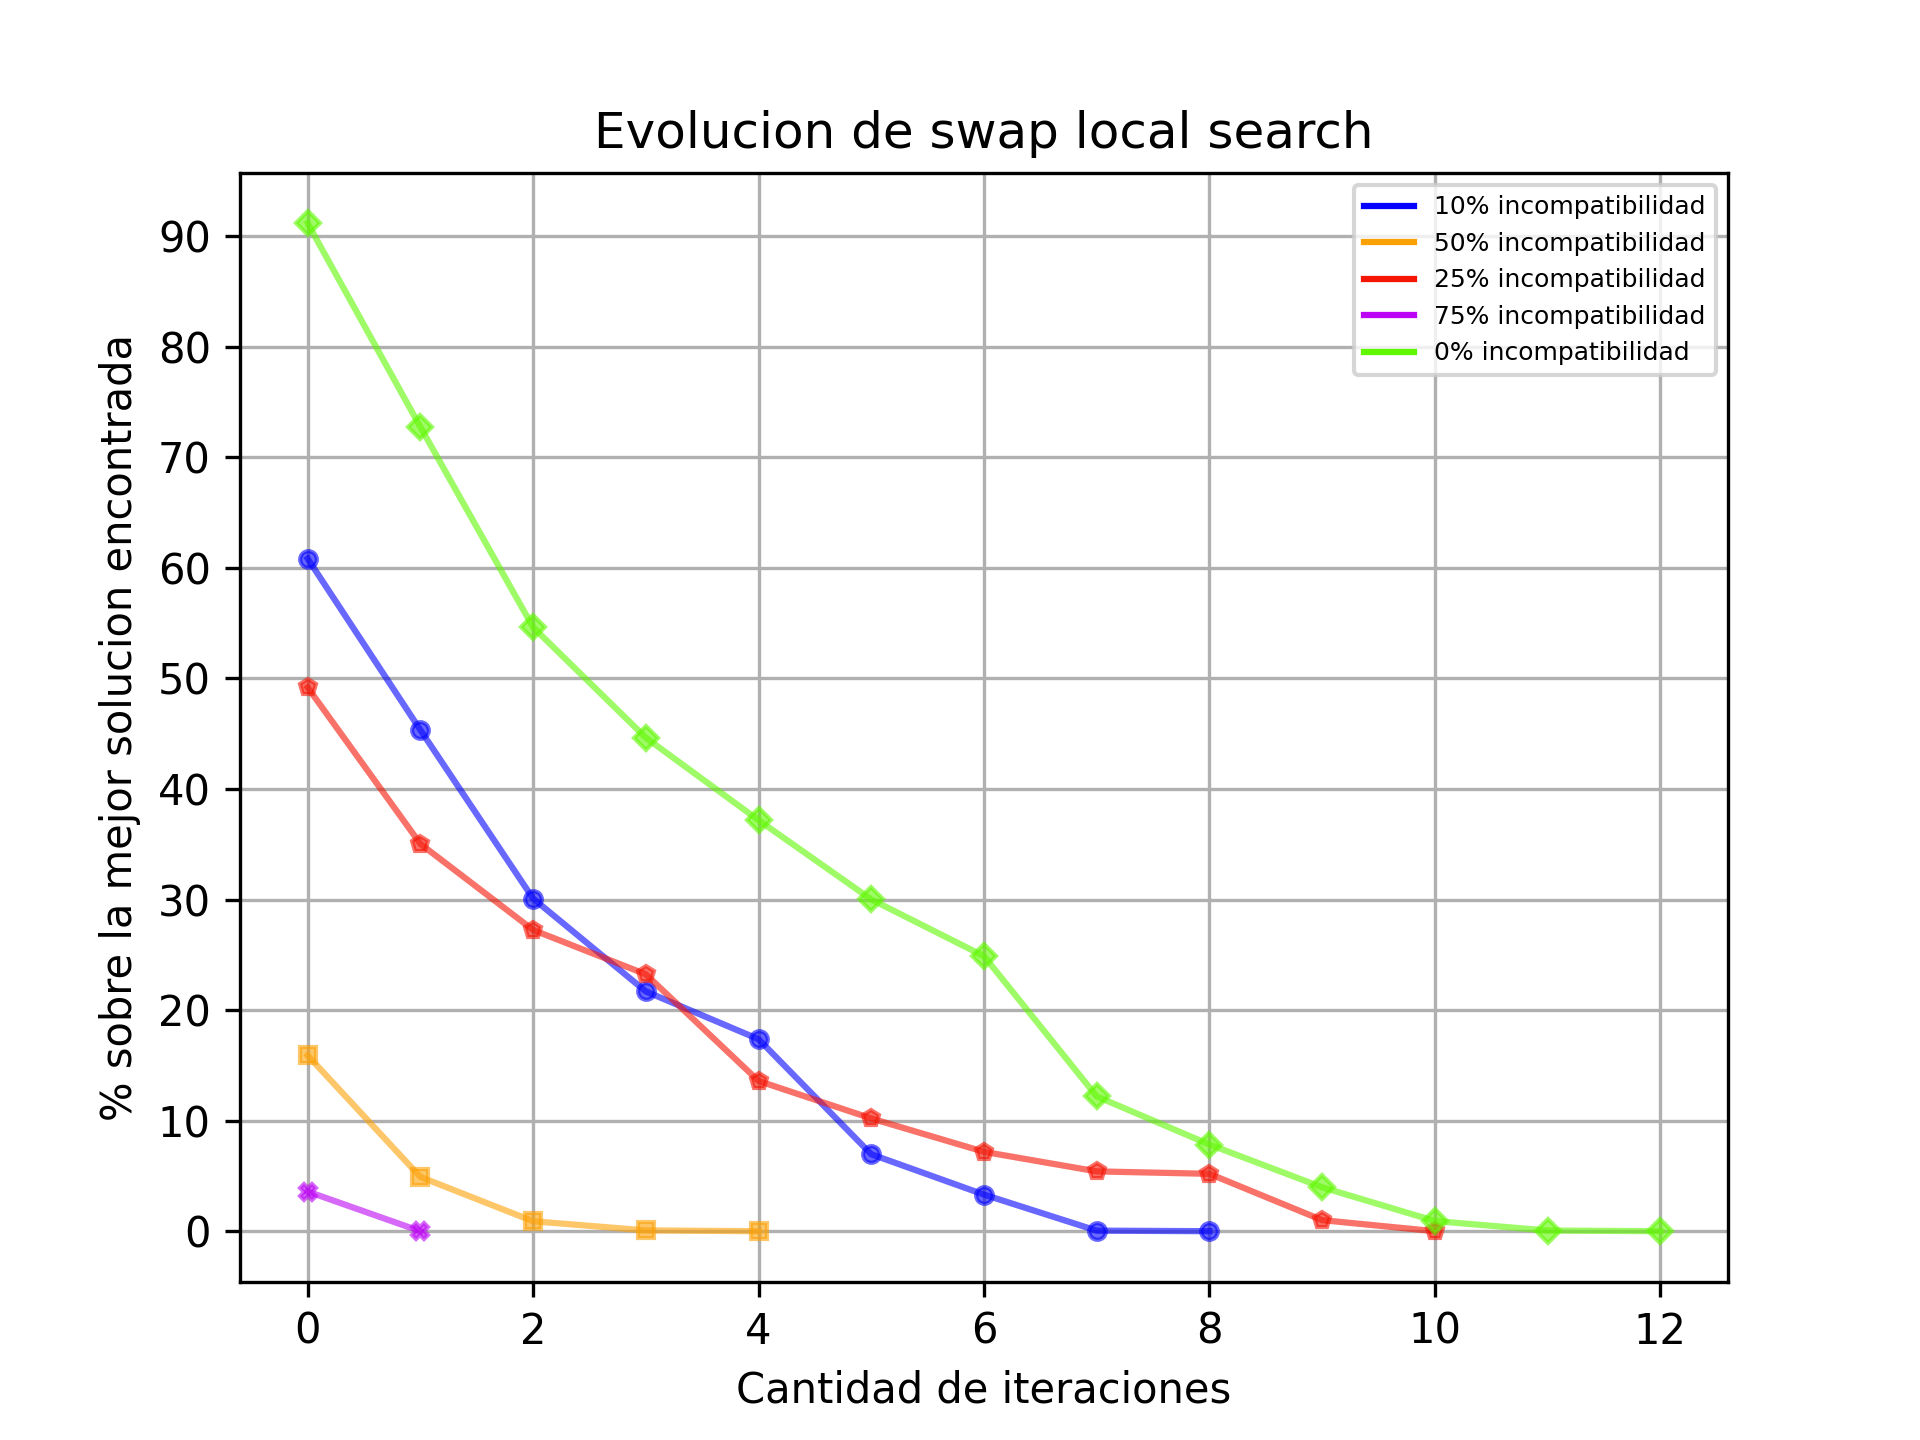 Evolucion de swap local search
10% incompatibilidad
50% incompatibilidad
25% incompatibilidad
75% incompatibilidad
0% incompatibilidad
% sobre la mejor solucion encontrada
90
80
70
60
50
40
30
20
10
0
0 2 4 6 8 10 12
Cantidad de iteraciones